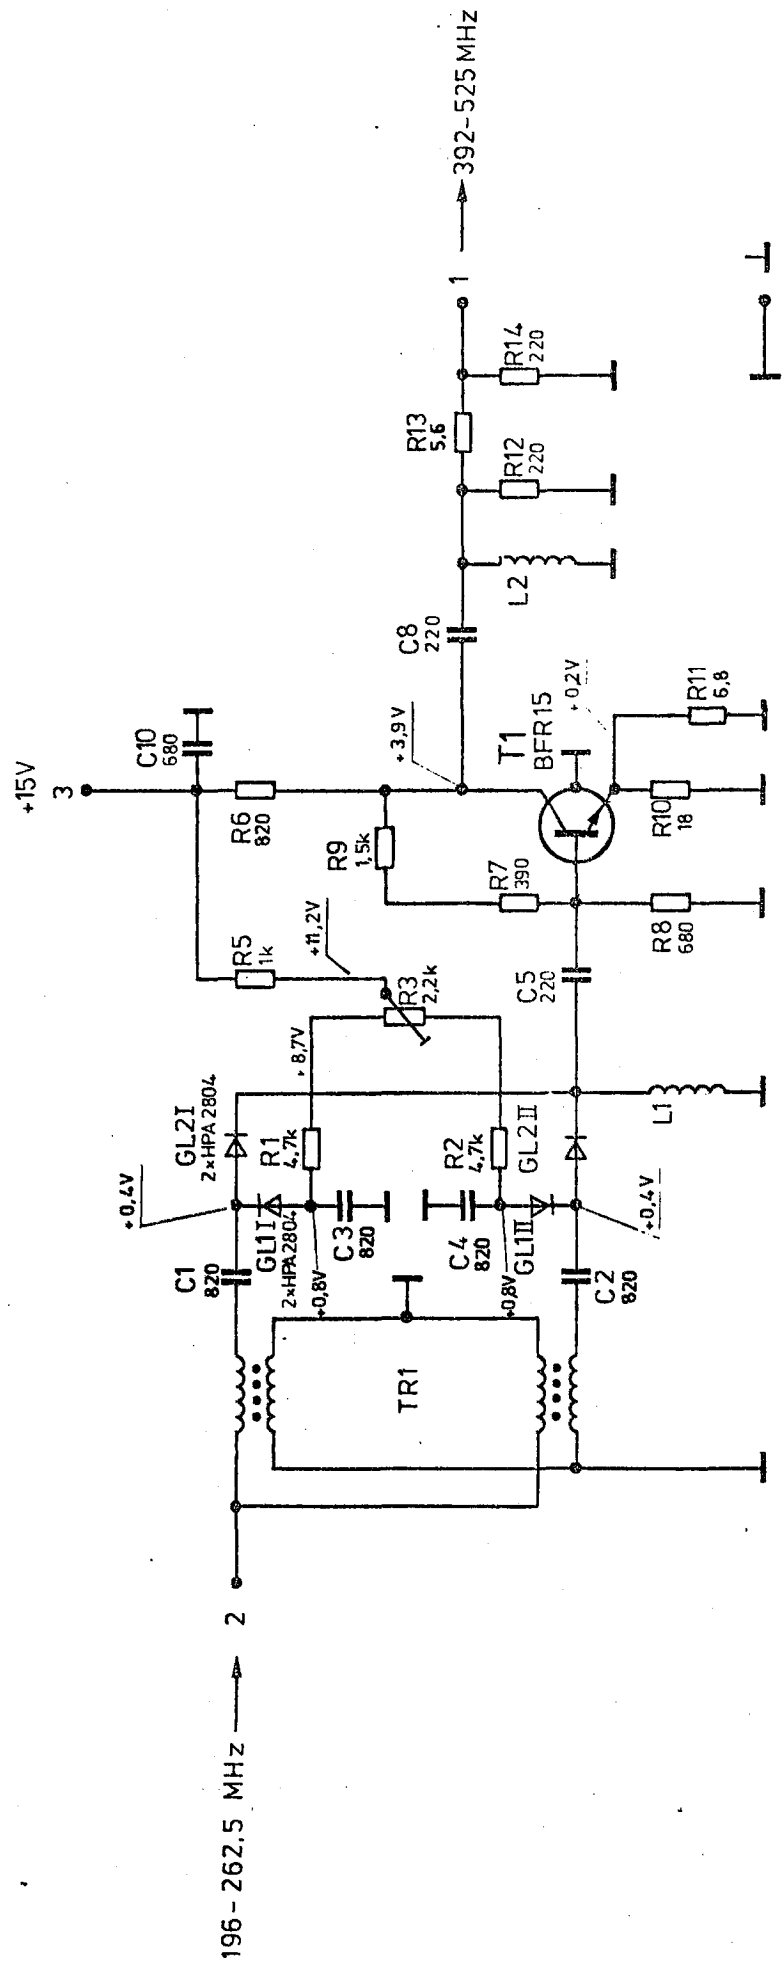 +15V
3
C10
680
R5
1k
R6
820
+11,2V
GL2I
2xHPA 2804
+0,4V
C1
820
GL1I
2xHPA2804
R1
4,7k
8,7V
+0,8V
C3
820
R3
2,2k
R9
1,5k
+3,9V
C8
220
R13
5,6
1
392-525 MHz
196-262,5 MHz
2
TR1
C4
820
R2
4,7k
+0,8V
GL1II
GL2II
C2
820
+0,4V
L1
C5
220
R7
390
R8
680
T1
BFR15
+0,2V
R10
18
R11
6,8
L2
R12
220
R14
220